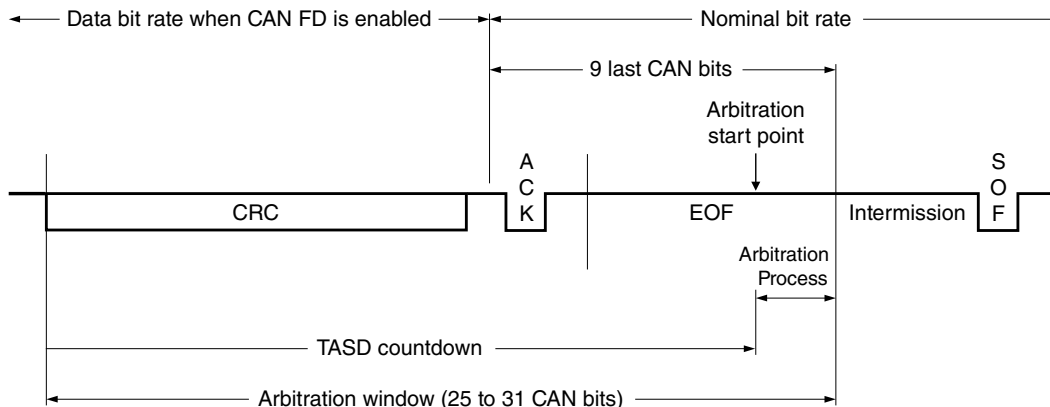 Data bit rate when CAN FD is enabled
Nominal bit rate
9 last CAN bits
Arbitration
start point
A
C
K
S
O
F
CRC
EOF
Intermission
Arbitration
Process
TASD countdown
Arbitration window (25 to 31 CAN bits)